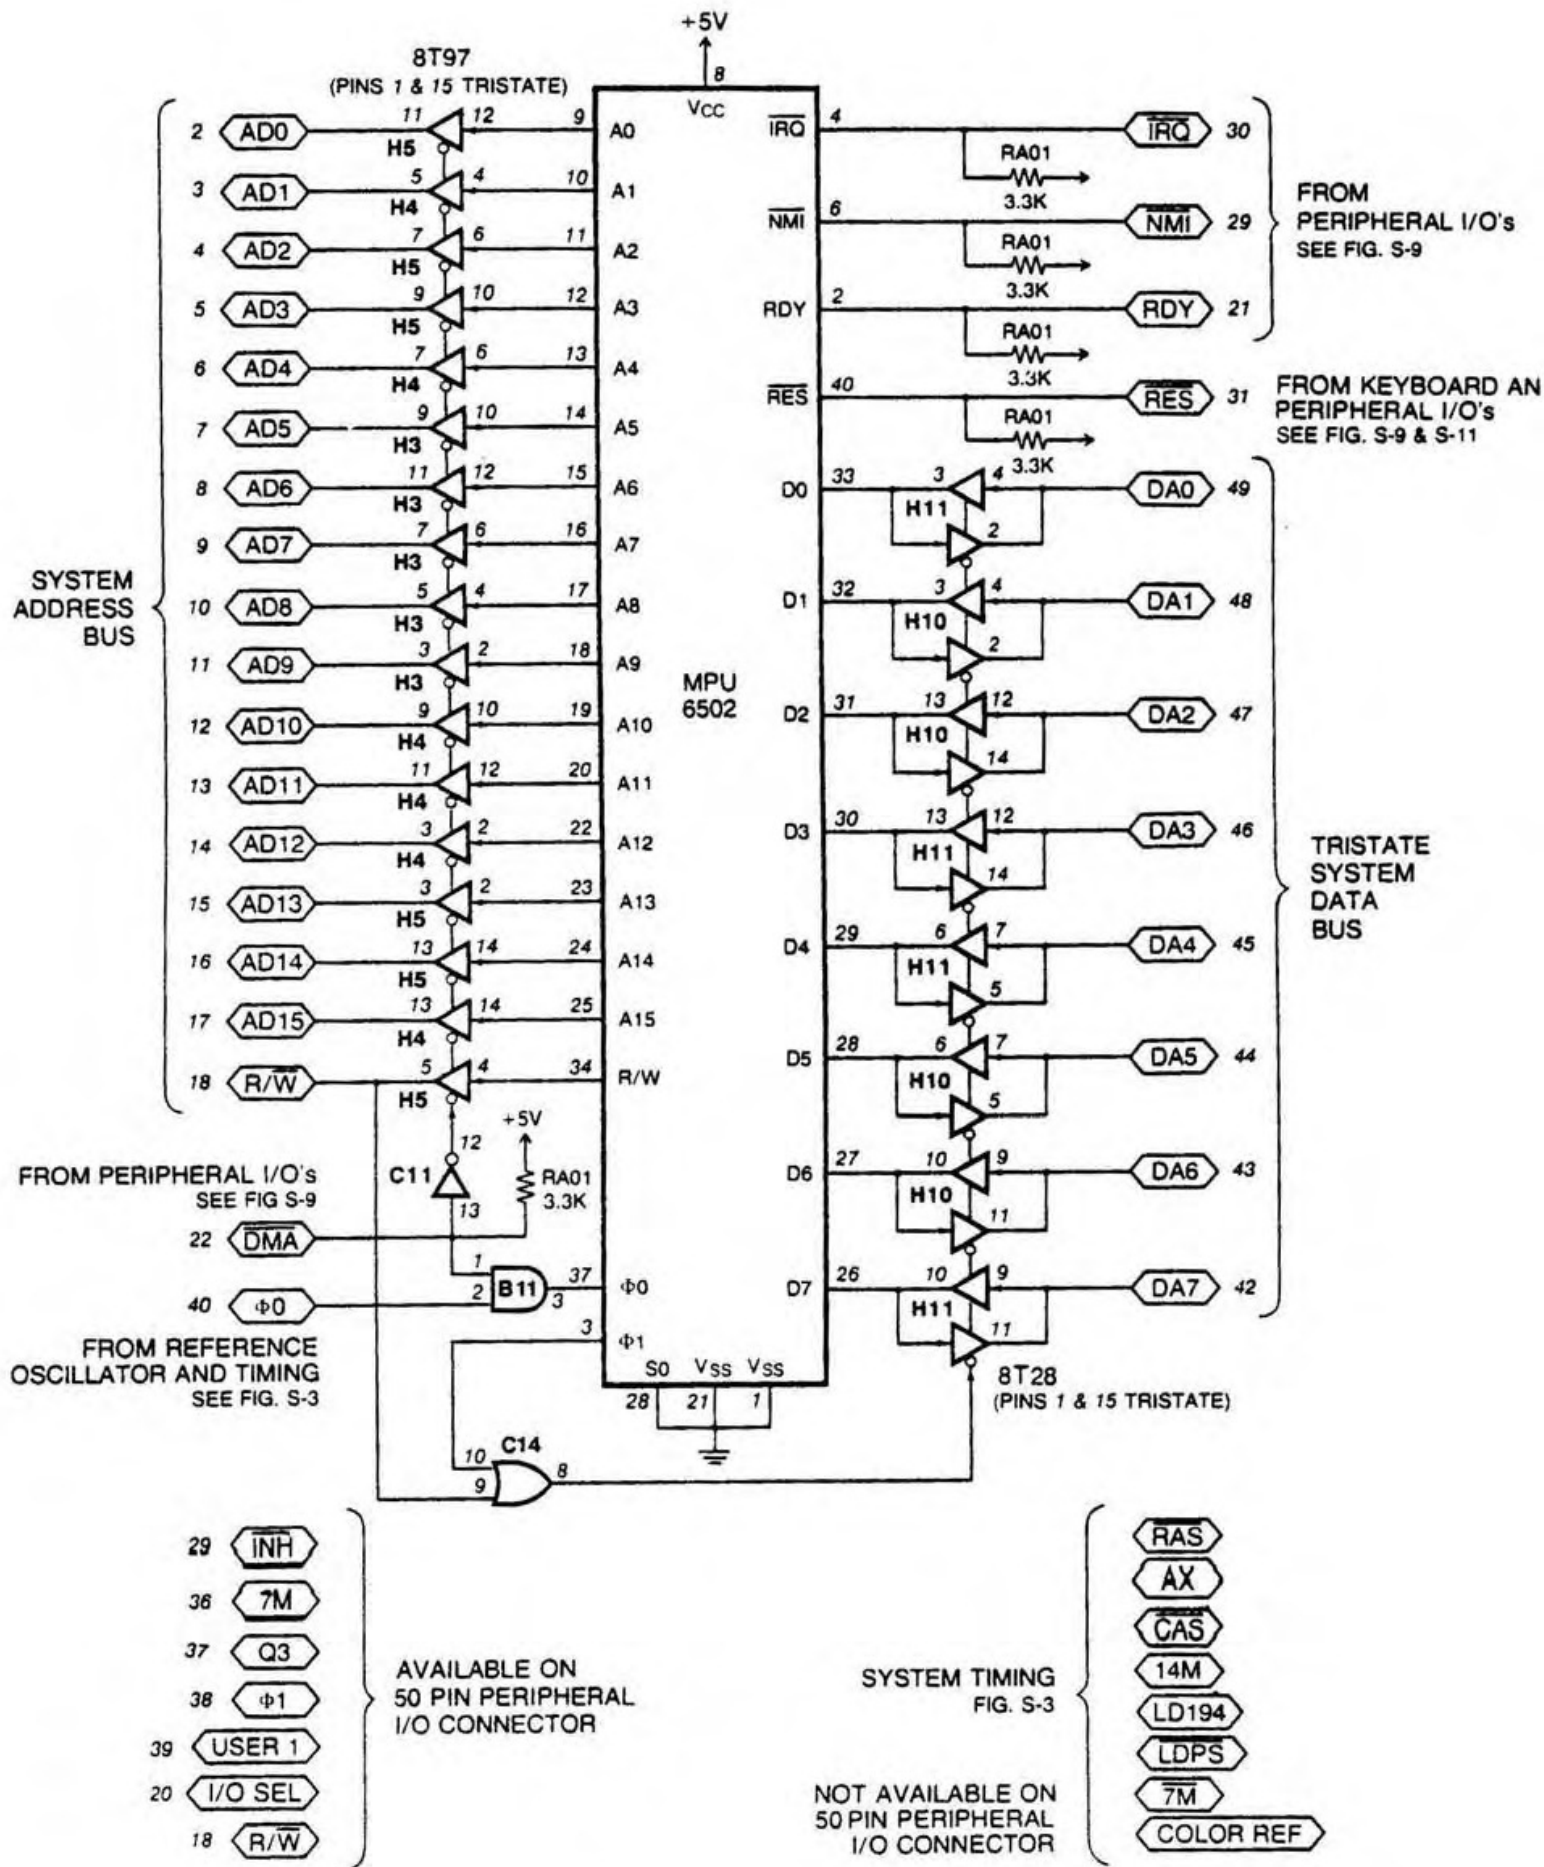 +5V
8
8T97
(PINS 1 & 15 TRISTATE)
VCC
2 AD0 11 12 9 A0
H5
3 AD1 5 4 10 A1
H4
4 AD2 7 6 11 A2
H5
5 AD3 9 10 12 A3
H5
6 AD4 7 6 13 A4
H4
7 AD5 9 10 14 A5
H3
8 AD6 11 12 15 A6
H3
9 AD7 7 6 16 A7
H3
10 AD8 5 4 17 A8
H3
11 AD9 3 2 18 A9
H3
12 AD10 9 10 19 A10
H4
13 AD11 11 12 20 A11
H4
14 AD12 3 2 22 A12
H4
15 AD13 3 2 23 A13
H5
16 AD14 13 14 24 A14
H5
17 AD15 13 14 25 A15
H4
18 R/W̅ 5 4 34 R/W
H5
SYSTEM
ADDRESS
BUS
MPU
6502
I̅R̅Q̅ 4 I̅R̅Q̅ 30
RA01
3.3K
N̅M̅I̅ 6 N̅M̅I̅ 29
RA01
3.3K
RDY 2 RDY 21
RA01
3.3K
R̅E̅S̅ 40 R̅E̅S̅ 31
RA01
3.3K
FROM
PERIPHERAL I/O's
SEE FIG. S-9
FROM KEYBOARD AN
PERIPHERAL I/O's
SEE FIG. S-9 & S-11
D0 33 3 4 DA0 49
H11
2
D1 32 3 4 DA1 48
H10
2
D2 31 13 12 DA2 47
H10
14
D3 30 13 12 DA3 46
H11
14
D4 29 6 7 DA4 45
H11
5
D5 28 6 7 DA5 44
H10
5
D6 27 10 9 DA6 43
H10
11
D7 26 10 9 DA7 42
H11
11
TRISTATE
SYSTEM
DATA
BUS
8T28
(PINS 1 & 15 TRISTATE)
+5V
12
C11
13
RA01
3.3K
FROM PERIPHERAL I/O's
SEE FIG S-9
22 D̅M̅A̅
1
2 B11 3 37 Φ0
40 Φ0
3 Φ1
FROM REFERENCE
OSCILLATOR AND TIMING
SEE FIG. S-3
S0 VSS VSS
28 21 1
C14
10
9
8
29 I̅N̅H̅
36 7M
37 Q3
38 Φ1
39 USER 1
20 I/O SEL
18 R/W̅
AVAILABLE ON
50 PIN PERIPHERAL
I/O CONNECTOR
SYSTEM TIMING
FIG. S-3
NOT AVAILABLE ON
50 PIN PERIPHERAL
I/O CONNECTOR
R̅A̅S̅
AX
C̅A̅S̅
14M
LD194
L̅D̅P̅S̅
7̅M̅
COLOR REF